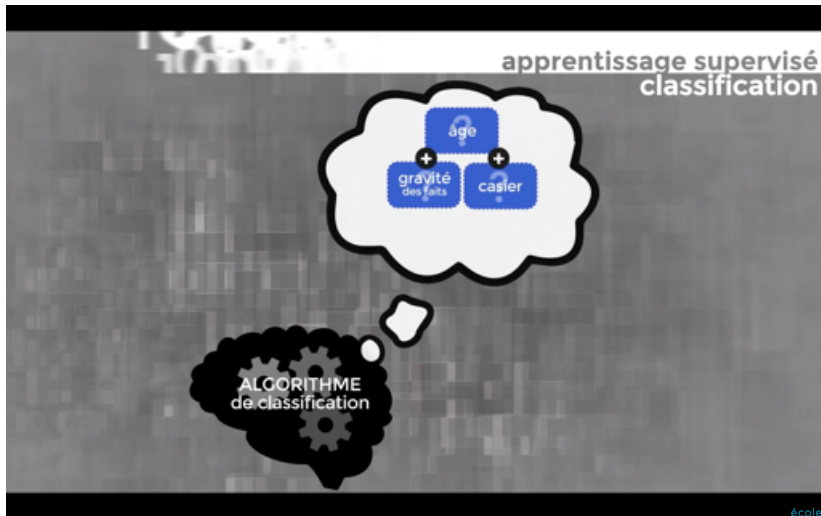 apprentissage supervisé
classification
?
âge
+
+
?
gravité
des faits
?
casier
ALGORITHME
de classification
école